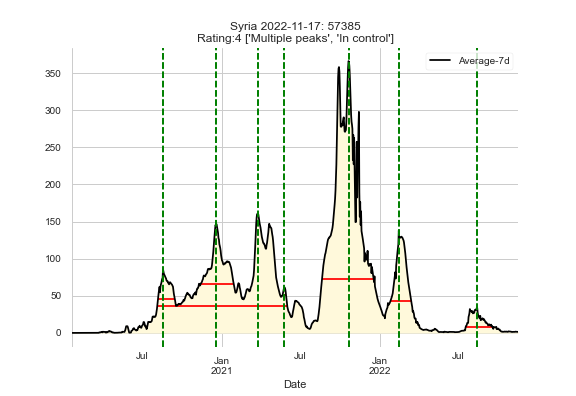 Syria 2022-11-17: 57385
Rating:4 ['Multiple peaks', 'In control']
Average-7d
350
300
250
200
150
100
50
0
Jul
Jan
2021
Jul
Jan
2022
Jul
Date